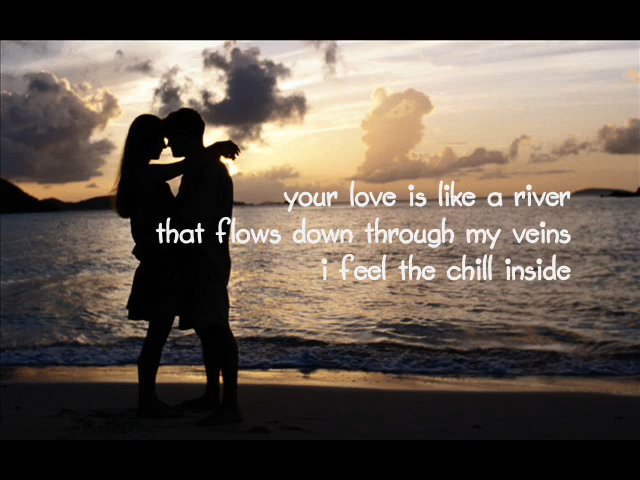 your love is like a river
that flows down through my veins
i feel the chill inside